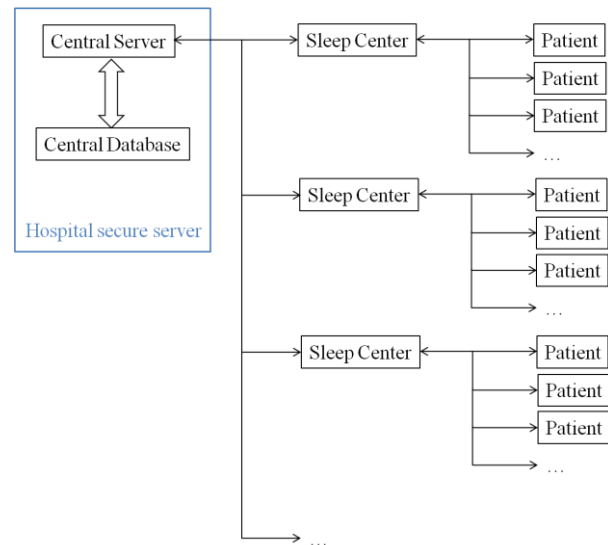 Central Server
Central Database
Hospital secure server
Sleep Center
Patient
Patient
Patient
...
Sleep Center
Patient
Patient
Patient
...
Sleep Center
Patient
Patient
Patient
...
...